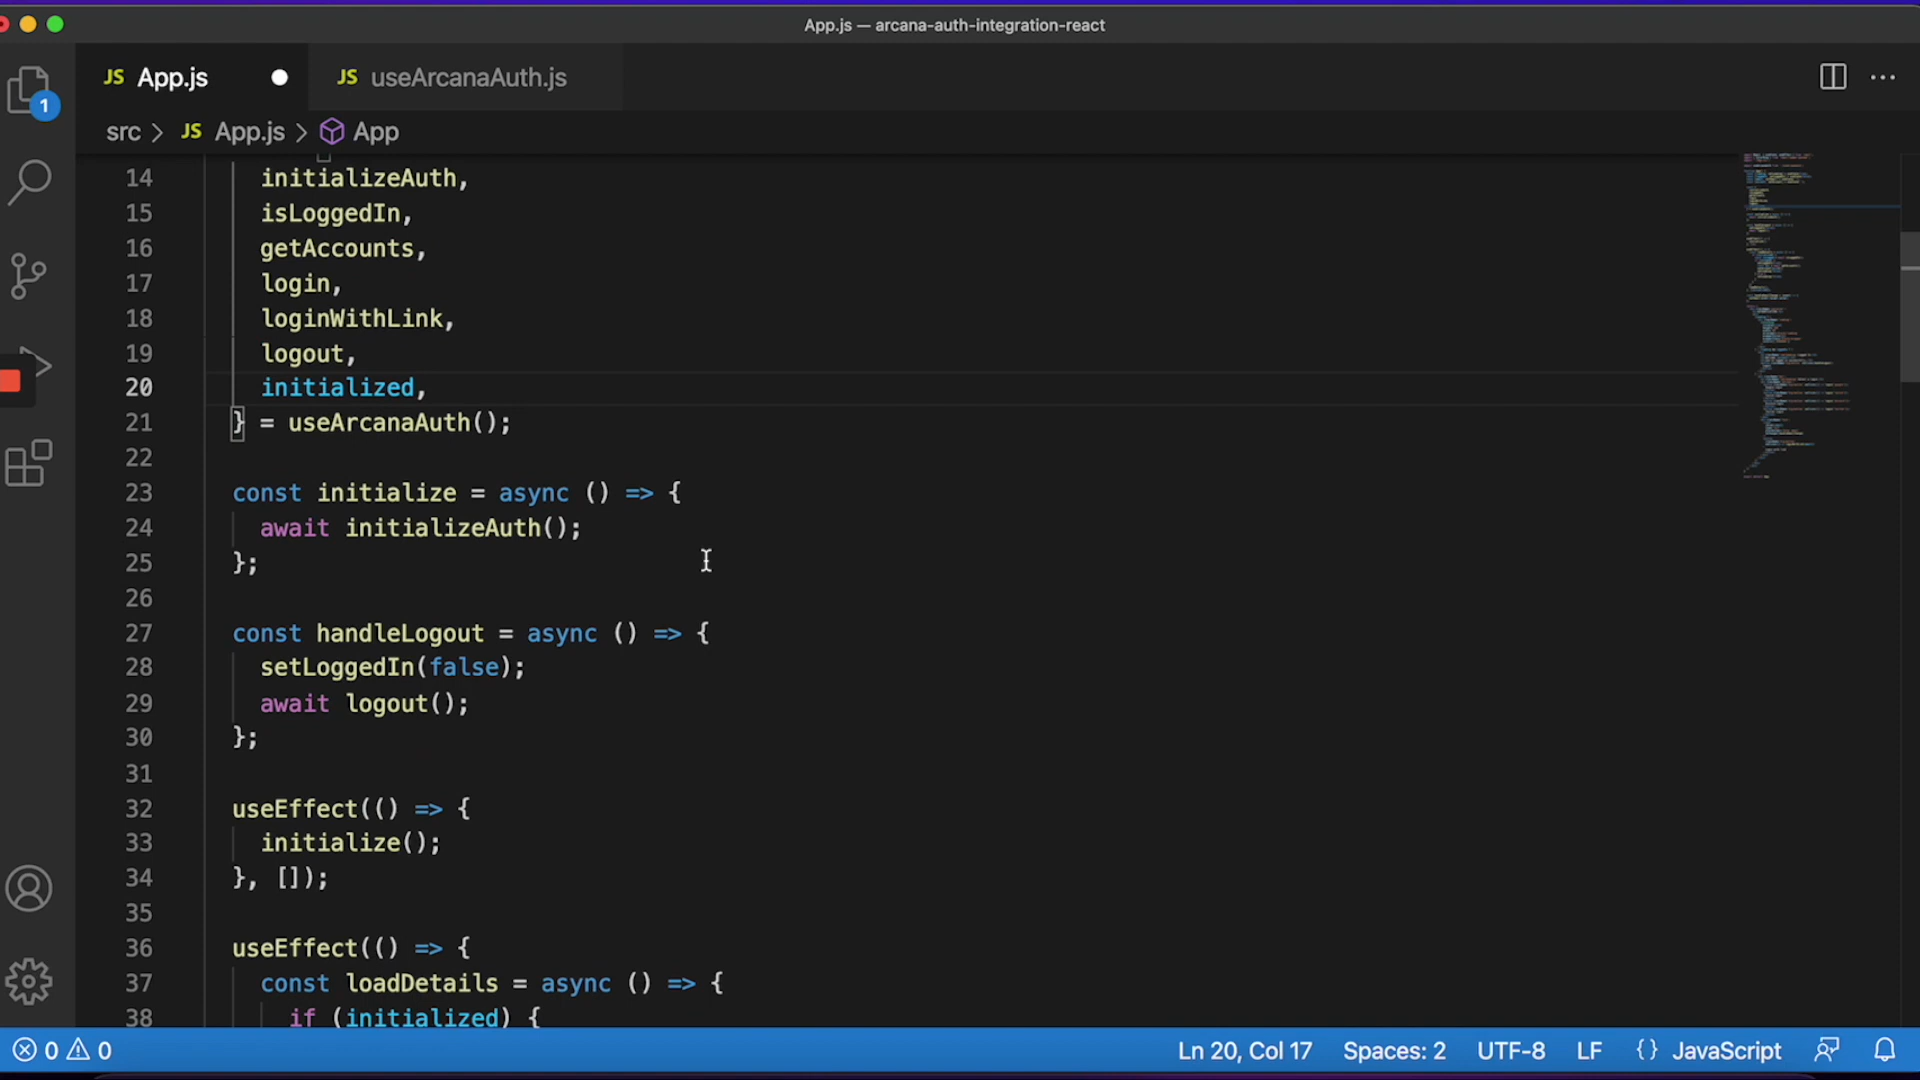 App.js — arcana-auth-integration-react
JS App.js
JS useArcanaAuth.js
1
src > JS App.js > App
14 initializeAuth,
15 isLoggedIn,
16 getAccounts,
17 login,
18 loginWithLink,
19 logout,
20 initialized,
21 } = useArcanaAuth();
22
23 const initialize = async () => {
24 await initializeAuth();
25 };
26
27 const handleLogout = async () => {
28 setLoggedIn(false);
29 await logout();
30 };
31
32 useEffect(() => {
33 initialize();
34 }, []);
35
36 useEffect(() => {
37 const loadDetails = async () => {
38 if (initialized) {
0 0 Ln 20, Col 17 Spaces: 2 UTF-8 LF {} JavaScript